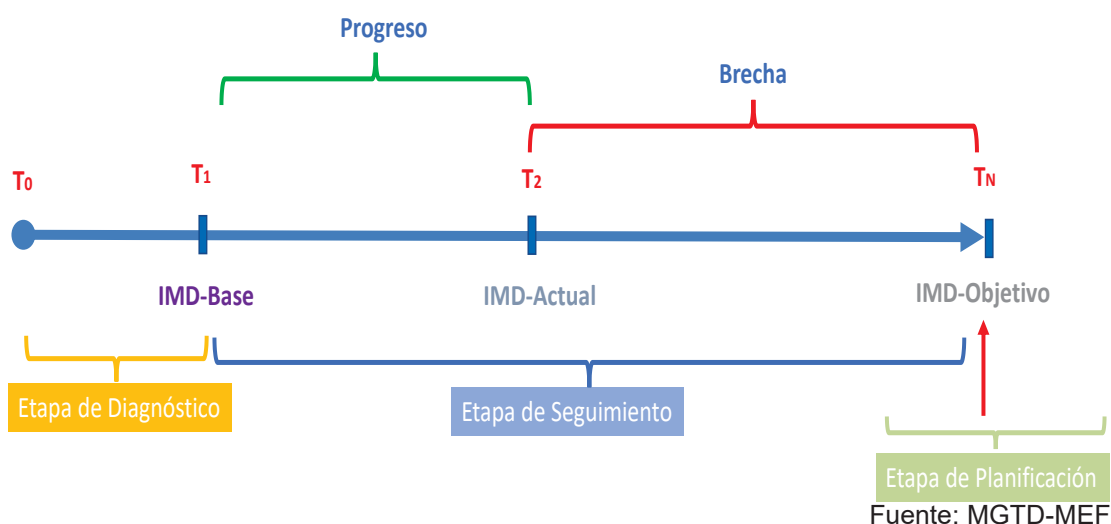 Progreso
Brecha
T0 T1 T2 TN
IMD-Base IMD-Actual IMD-Objetivo
Etapa de Diagnóstico Etapa de Seguimiento
Etapa de Planificación
Fuente: MGTD-MEF